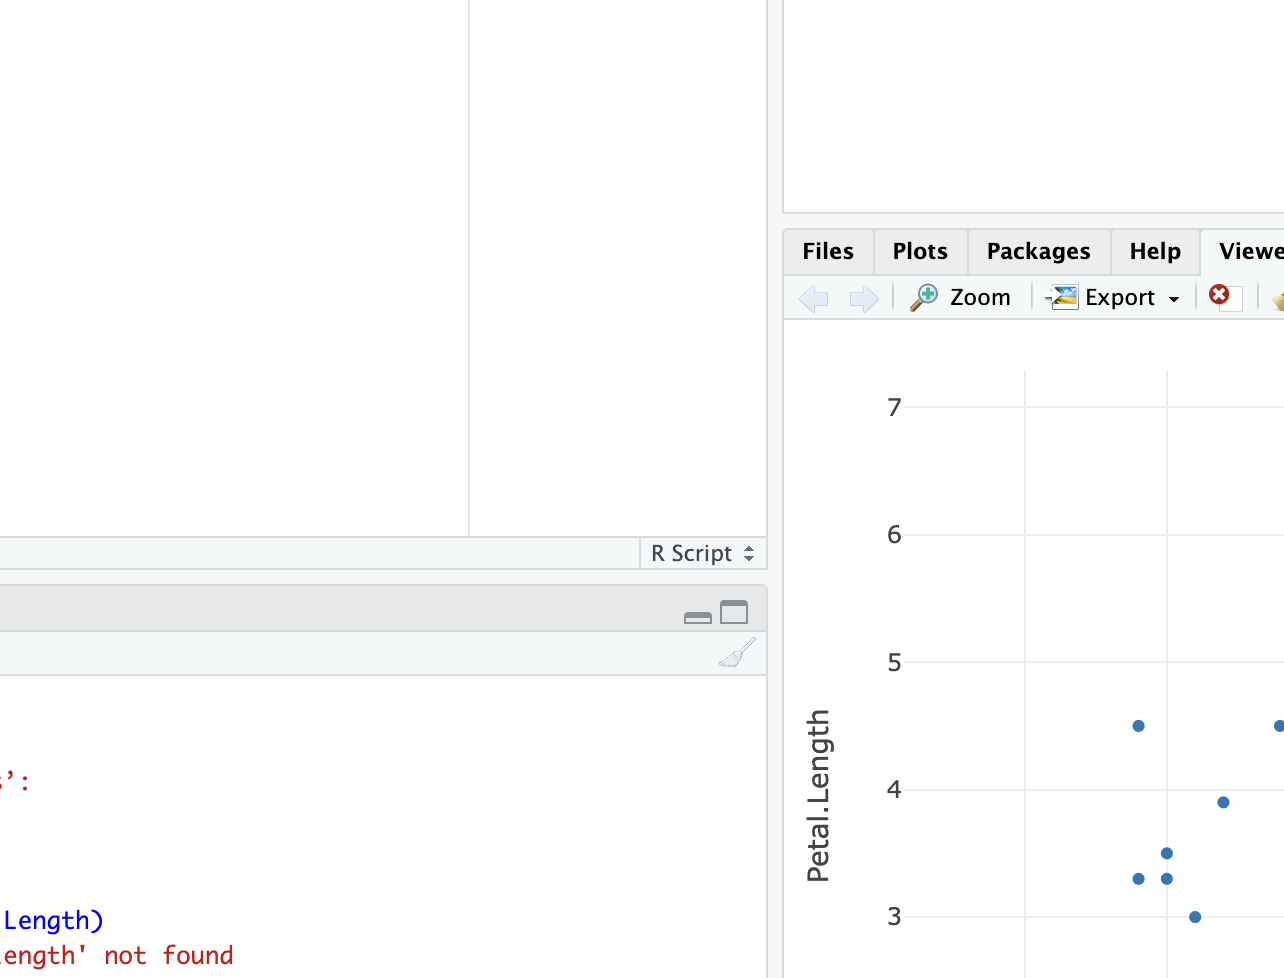 R Script
s’:
Length)
ength' not found
Files Plots Packages Help Viewe
Zoom Export
7
6
5
4
3
Petal.Length